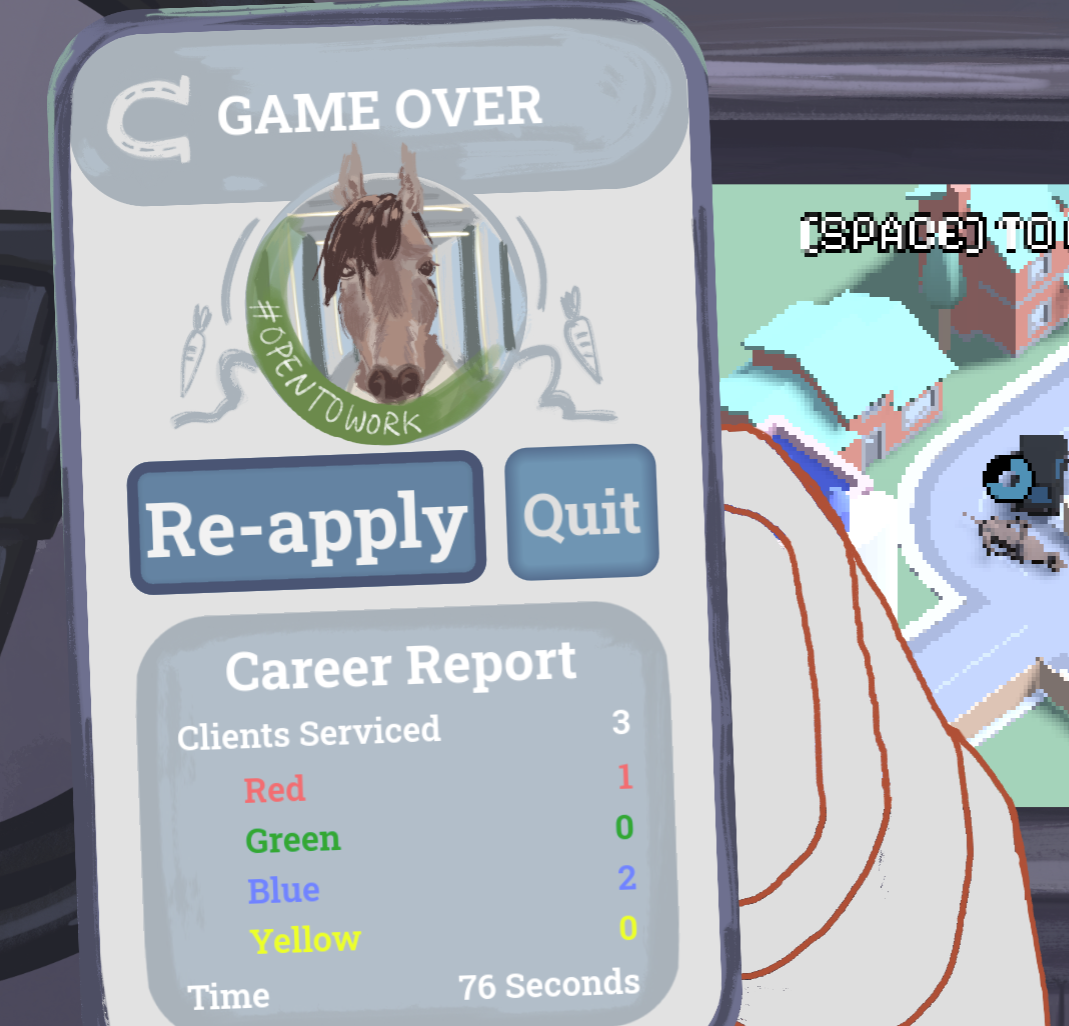 GAME OVER
[SPACE] TO
#OPENTOWORK
Re-apply
Quit
Career Report
Clients Serviced 3
Red 1
Green 0
Blue 2
Yellow 0
Time 76 Seconds